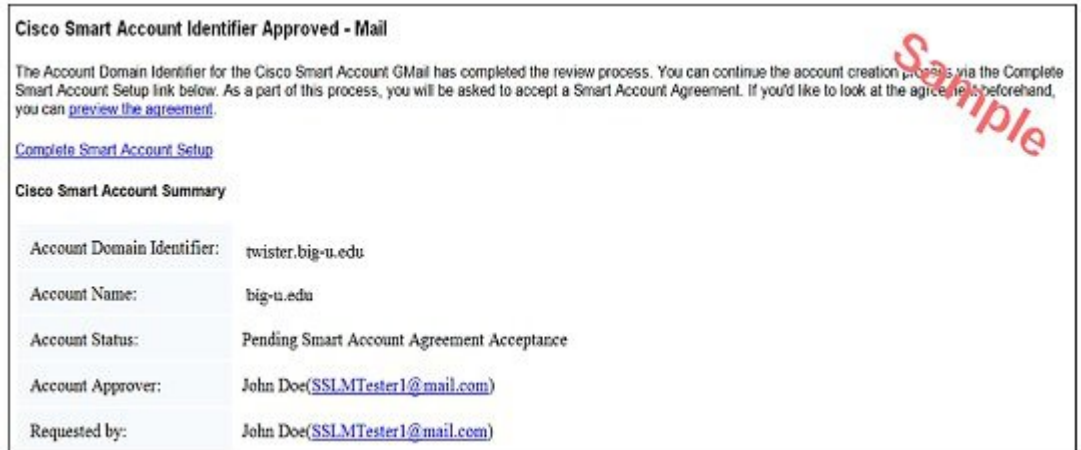 Cisco Smart Account Identifier Approved - Mail
Sample
The Account Domain Identifier for the Cisco Smart Account GMail has completed the review process. You can continue the account creation process via the Complete
Smart Account Setup link below. As a part of this process, you will be asked to accept a Smart Account Agreement. If you'd like to look at the agreement beforehand,
you can preview the agreement.
Complete Smart Account Setup
Cisco Smart Account Summary
Account Domain Identifier: twister.big-u.edu
Account Name: big-u.edu
Account Status: Pending Smart Account Agreement Acceptance
Account Approver: John Doe(SSLMTester1@mail.com)
Requested by: John Doe(SSLMTester1@mail.com)